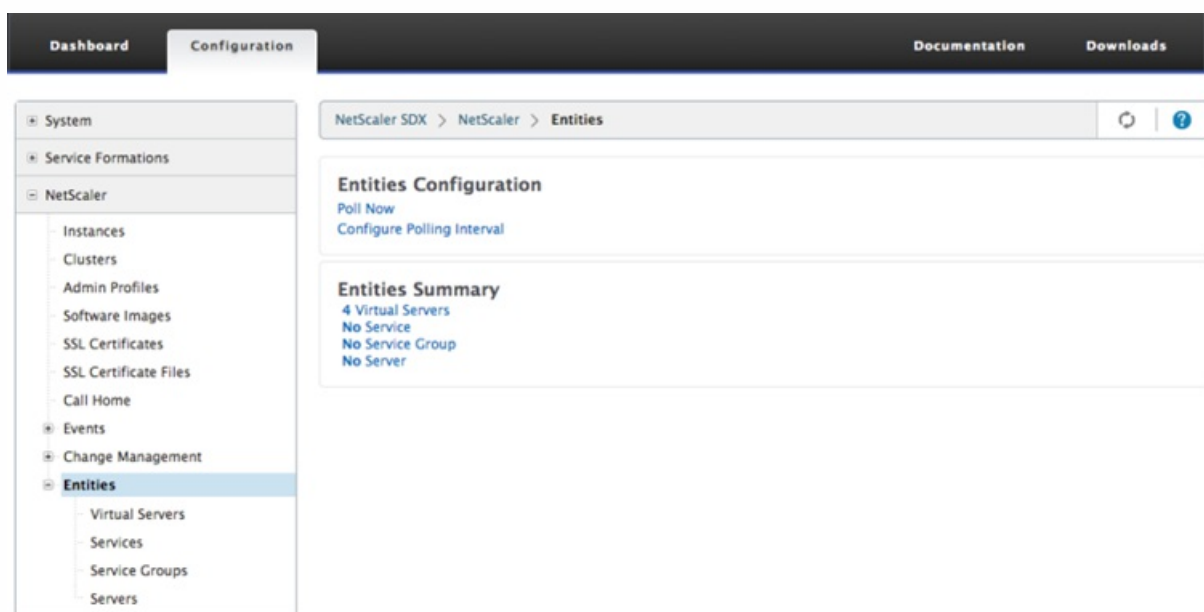 Dashboard
Configuration
Documentation
Downloads
System
Service Formations
NetScaler
Instances
Clusters
Admin Profiles
Software Images
SSL Certificates
SSL Certificate Files
Call Home
Events
Change Management
Entities
Virtual Servers
Services
Service Groups
Servers
NetScaler SDX > NetScaler > Entities
?
Entities Configuration
Poll Now
Configure Polling Interval
Entities Summary
4 Virtual Servers
No Service
No Service Group
No Server